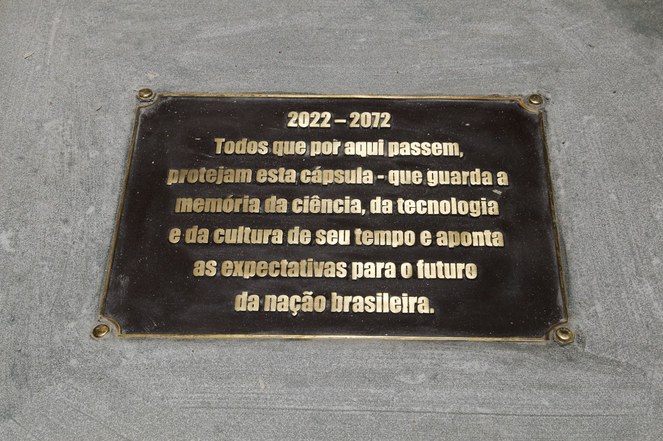 2022 – 2072
Todos que por aqui passem,
protejam esta cápsula - que guarda a
memória da ciência, da tecnologia
e da cultura de seu tempo e aponta
as expectativas para o futuro
da nação brasileira.